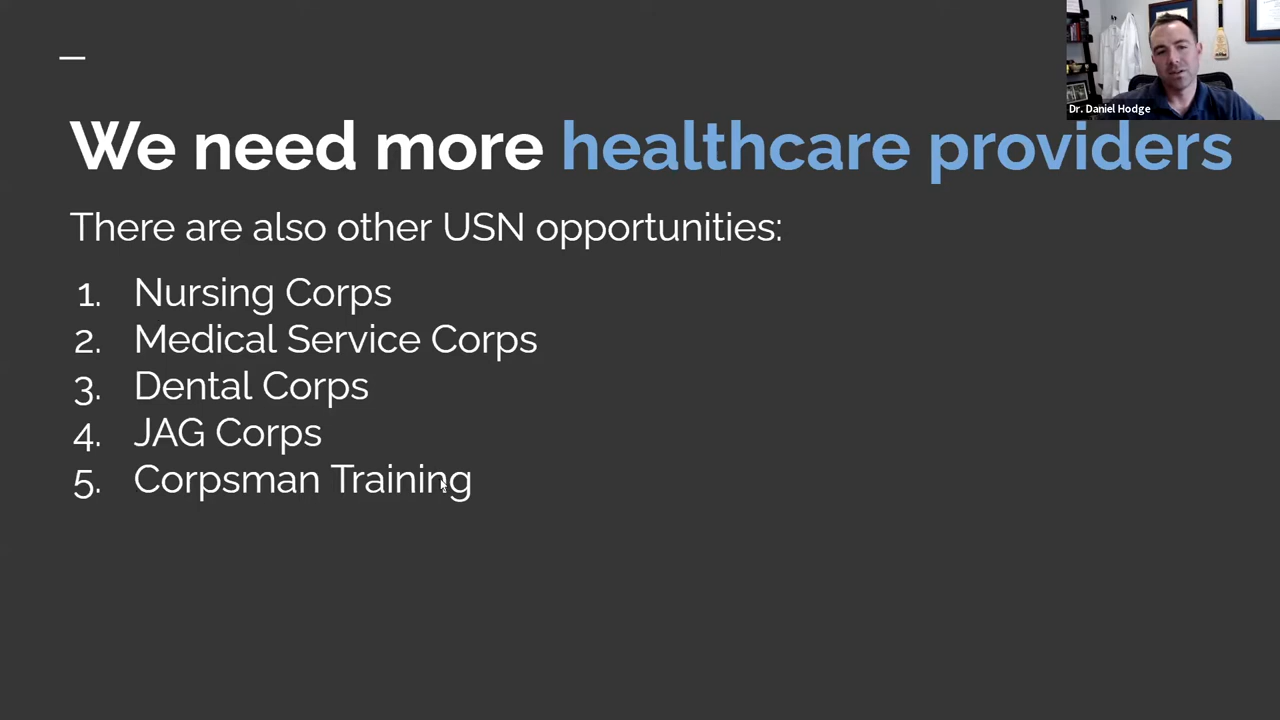 Dr. Daniel Hodge
We need more healthcare providers
There are also other USN opportunities:
1. Nursing Corps
2. Medical Service Corps
3. Dental Corps
4. JAG Corps
5. Corpsman Training